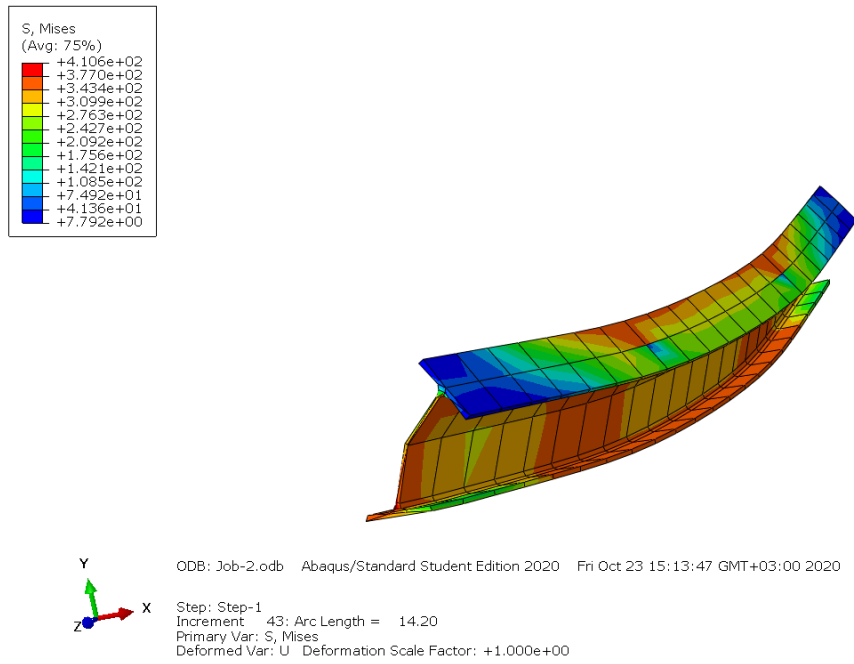 S, Mises
(Avg: 75%)
+4.106e+02
+3.770e+02
+3.434e+02
+3.099e+02
+2.763e+02
+2.427e+02
+2.092e+02
+1.756e+02
+1.421e+02
+1.085e+02
+7.492e+01
+4.136e+01
+7.792e+00
Y
X
Z
ODB: Job-2.odb Abaqus/Standard Student Edition 2020 Fri Oct 23 15:13:47 GMT+03:00 2020
Step: Step-1
Increment 43: Arc Length = 14.20
Primary Var: S, Mises
Deformed Var: U Deformation Scale Factor: +1.000e+00